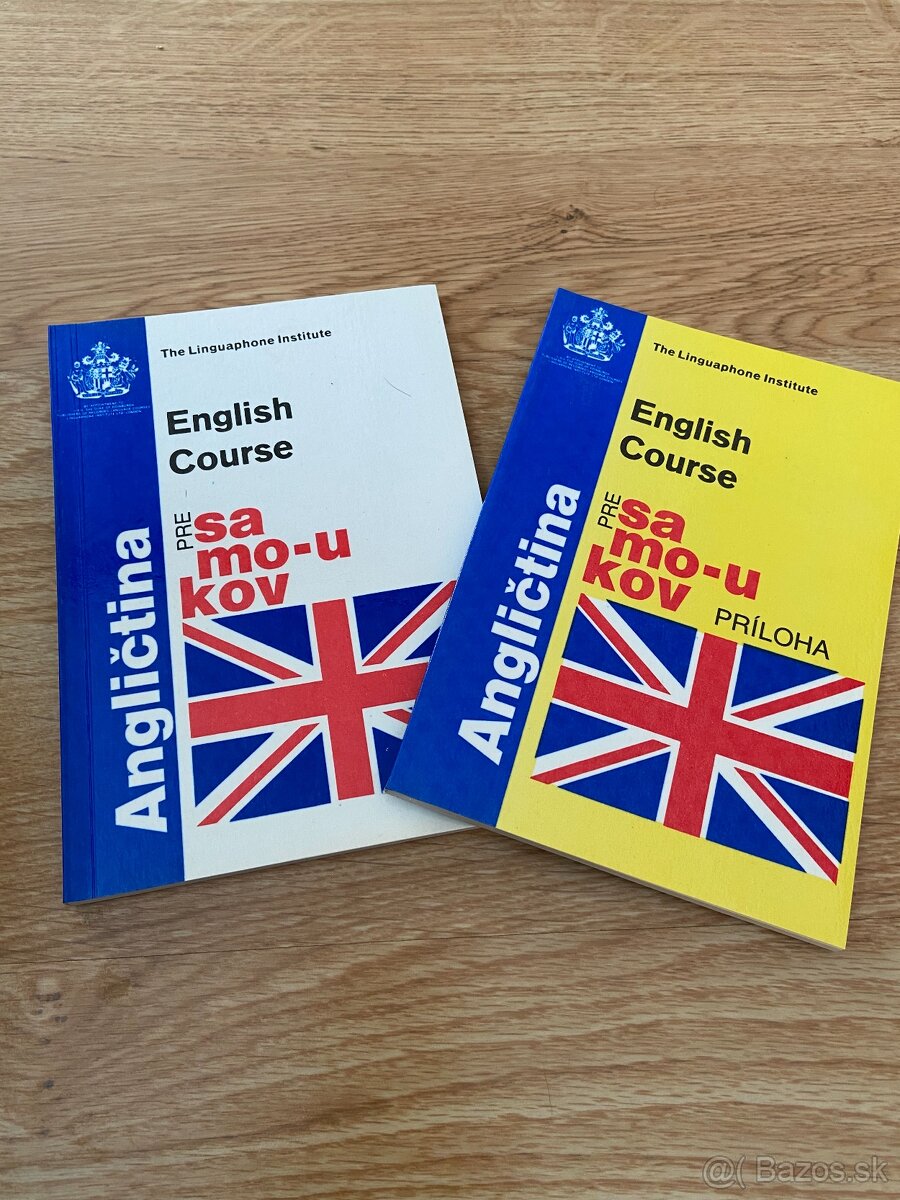 The Linguaphone Institute
English
Course
PRE
sa
mo-u
kov
Angličtina
The Linguaphone Institute
English
Course
PRE
sa
mo-u
kov
PRÍLOHA
Angličtina
@( Bazos.sk